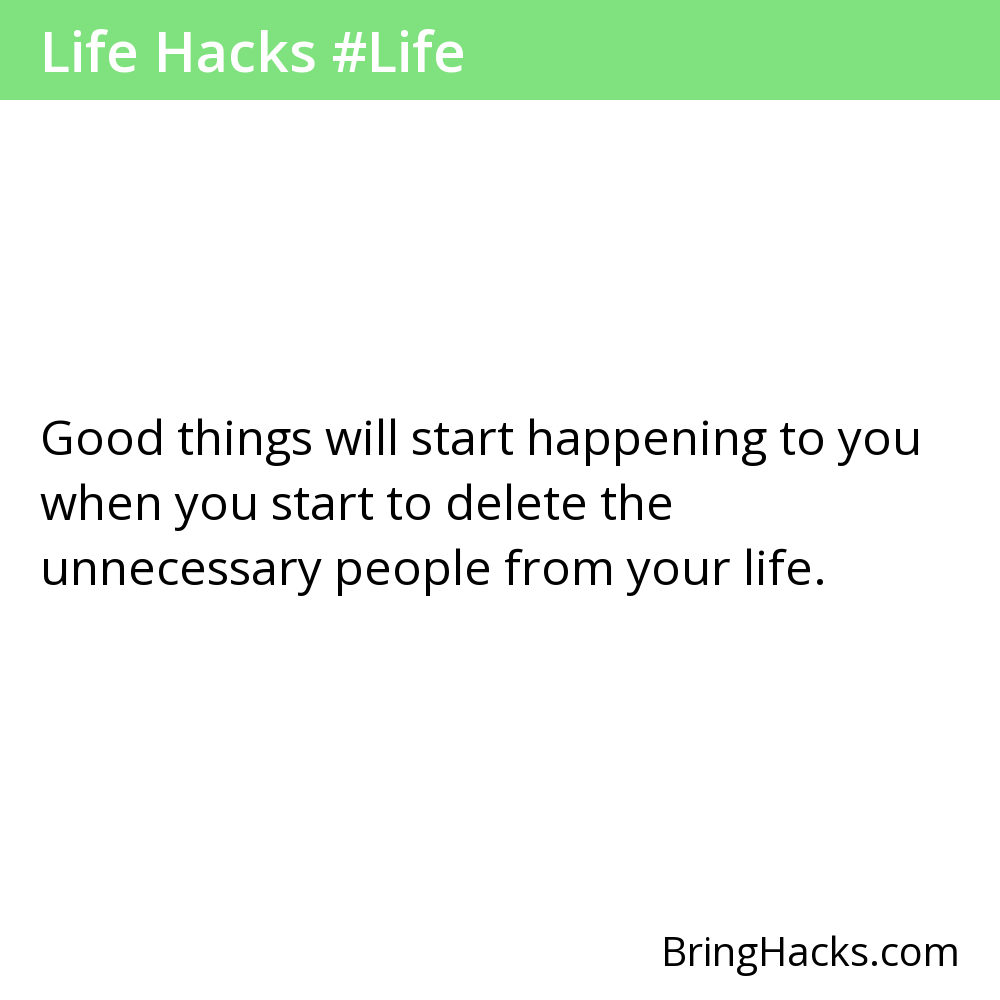 Life Hacks #Life
Good things will start happening to you
when you start to delete the
unnecessary people from your life.
BringHacks.com